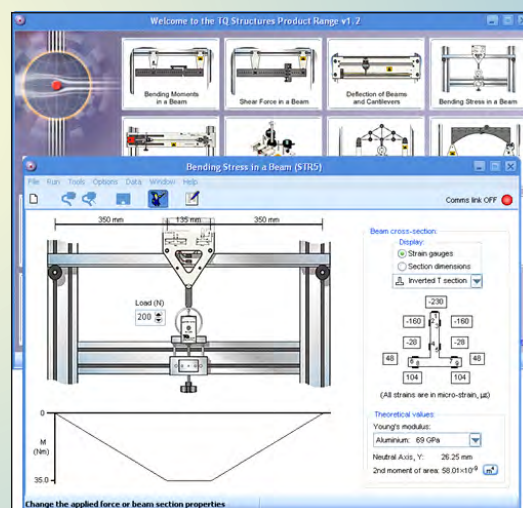 Welcome to the TQ Structures Product Range v1.2
Bending Moments
in a Beam
Shear Force in a Beam
Deflection of Beams
and Cantilevers
Bending Stress in a Beam
Bending Stress in a Beam (STR5)
File Run Tools Options Data Window Help
Comms link OFF
350 mm 135 mm 350 mm
Load (N)
200
Beam cross-section
Display:
Strain gauges
Section dimensions
Inverted T section
-230
-160 -160
-28 -28
48 48
104 104
(All strains are in micro-strain, µε)
Theoretical values:
Young's modulus:
Aluminium: 69 GPa
Neutral Axis, Y: 26.25 mm
2nd moment of area: 58.01×10⁻⁹ m⁴
0
M
(Nm)
35.0
Change the applied force or beam section properties